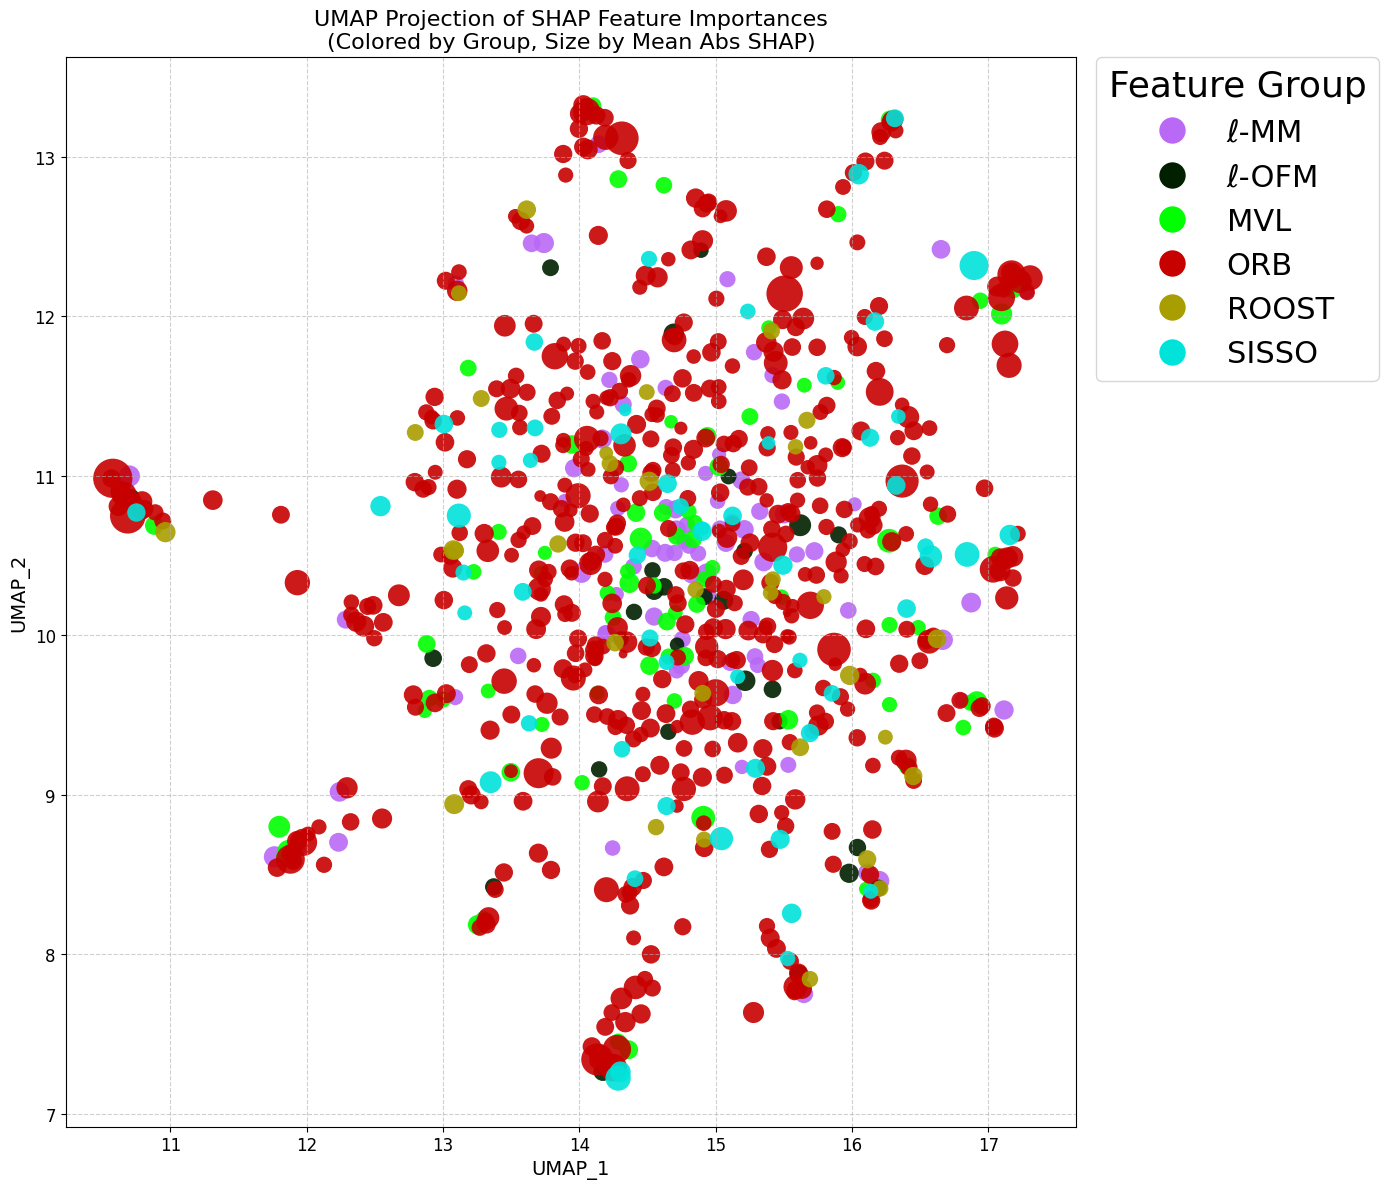 UMAP Projection of SHAP Feature Importances
(Colored by Group, Size by Mean Abs SHAP)
Feature Group
ℓ-MM
ℓ-OFM
MVL
ORB
ROOST
SISSO
UMAP_2
13
12
11
10
9
8
7
11
12
13
14
15
16
17
UMAP_1